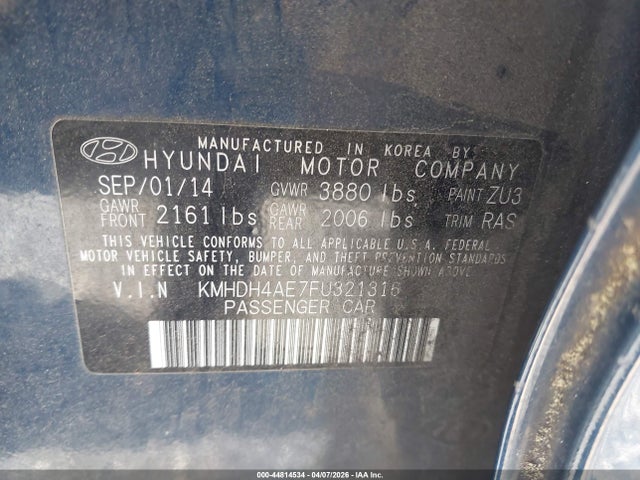 MANUFACTURED IN KOREA BY:
HYUNDAI MOTOR COMPANY
SEP/01/14 GVWR 3880 lbs PAINT ZU3
GAWR FRONT 2161 lbs GAWR REAR 2006 lbs TRIM RAS
THIS VEHICLE CONFORMS TO ALL APPLICABLE U.S.A. FEDERAL
MOTOR VEHICLE SAFETY, BUMPER, AND THEFT PREVENTION STANDARDS
IN EFFECT ON THE DATE OF MANUFACTURE SHOWN ABOVE.
V.I.N KMHDH4AE7FU321316
PASSENGER CAR
000-44814534 - 04/07/2026 - IAA Inc.